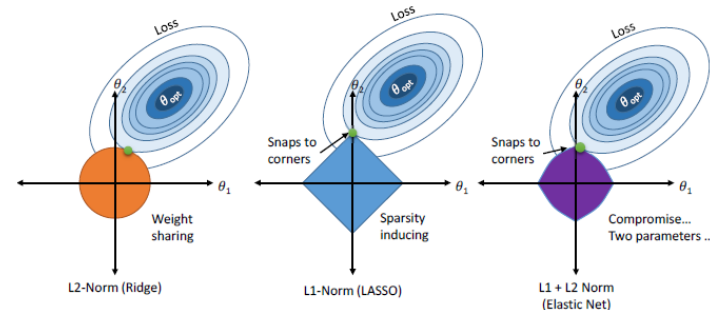 Loss
θ2
θopt
θ1
Weight
sharing
L2-Norm (Ridge)
Loss
θ2
θopt
Snaps to
corners
θ1
Sparsity
inducing
L1-Norm (LASSO)
Loss
θ2
θopt
Snaps to
corners
θ1
Compromise...
Two parameters ..
L1 + L2 Norm
(Elastic Net)